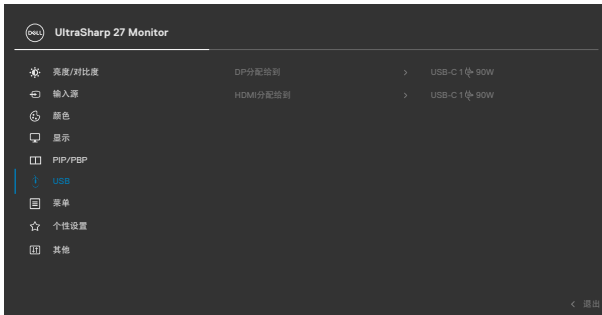 DELL
UltraSharp 27 Monitor
亮度/对比度
DP分配给到 > USB-C 1 90W
输入源
HDMI分配给到 > USB-C 1 90W
颜色
显示
PIP/PBP
USB
菜单
个性设置
其他
< 退出